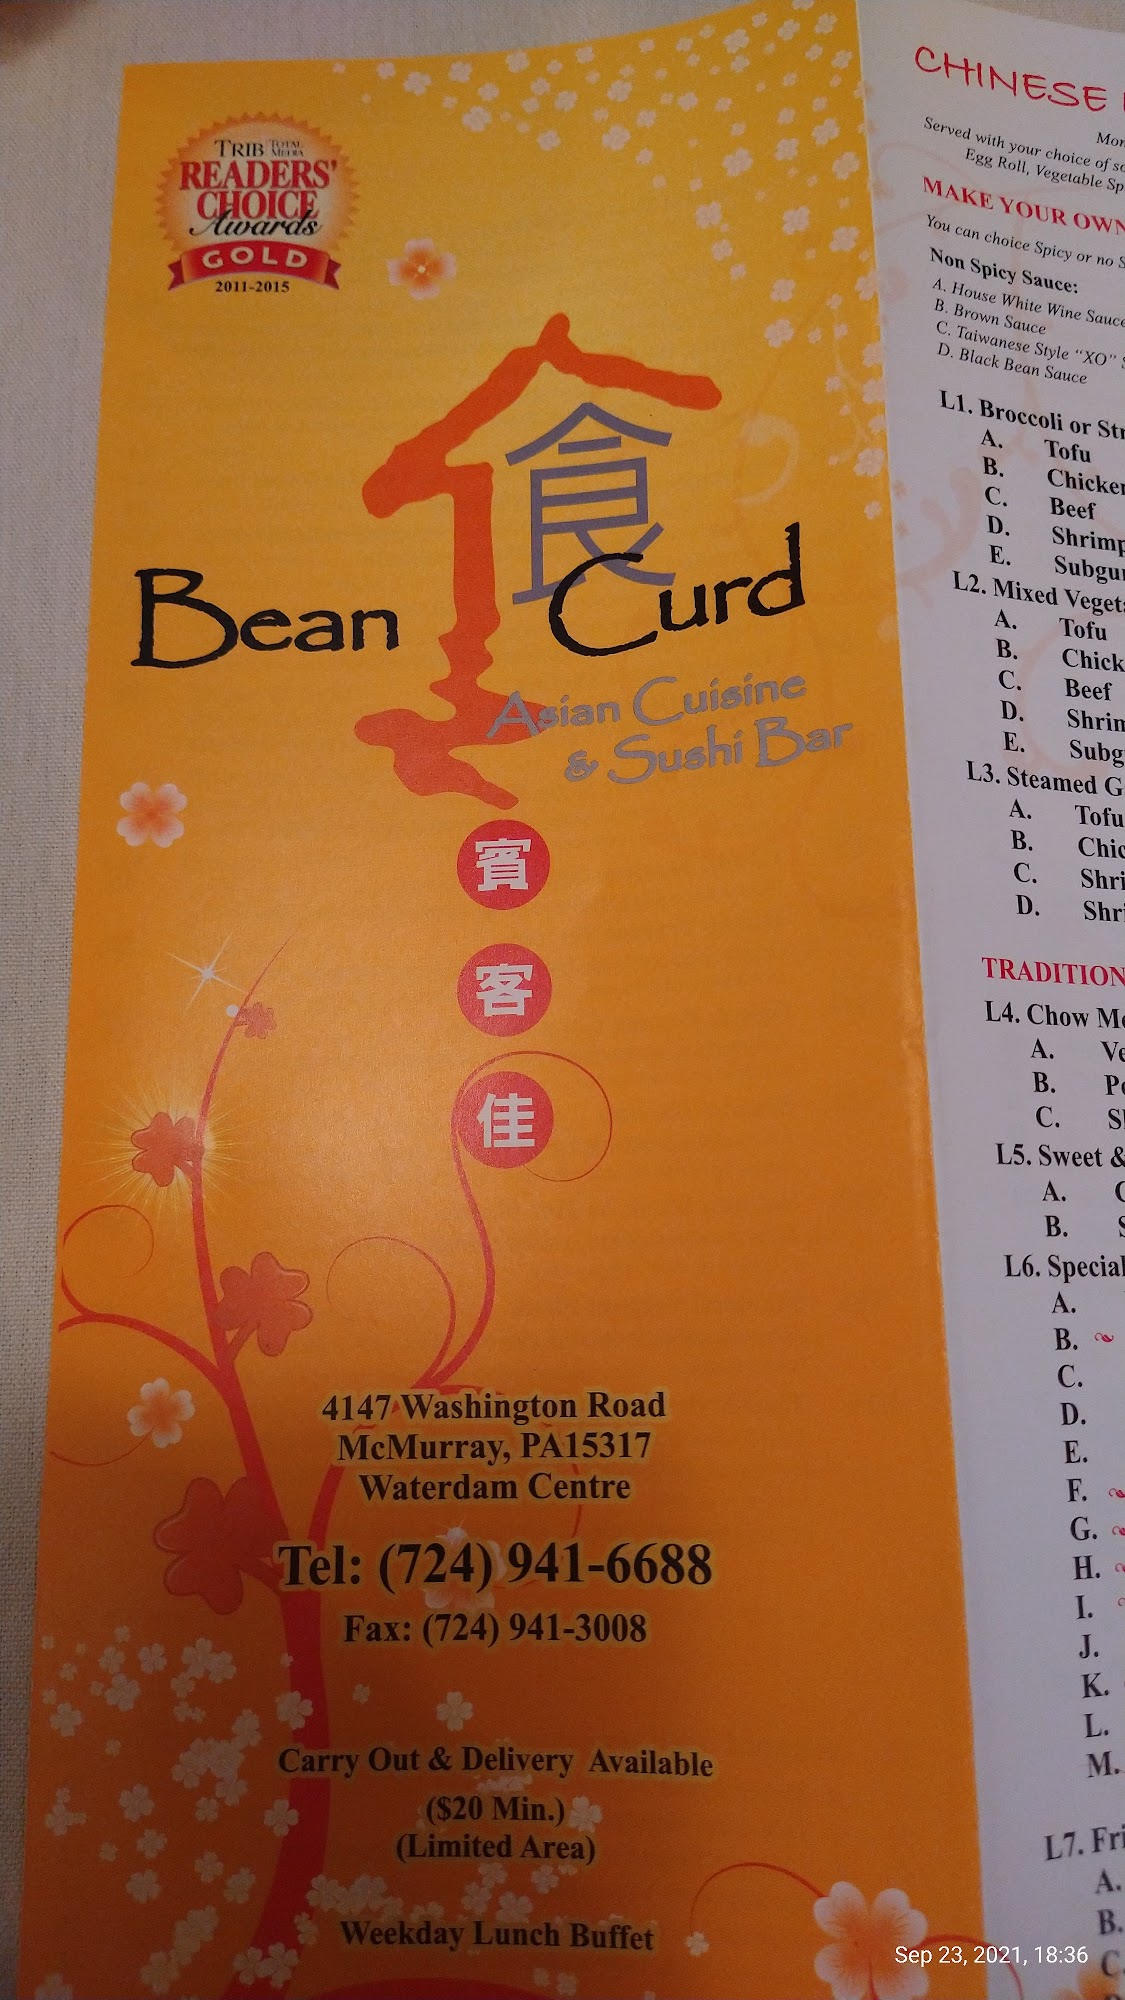 TRIB TOTAL MEDIA
READERS'
CHOICE
Awards
GOLD
2011-2015
食
Bean Curd
Asian Cuisine
& Sushi Bar
賓
客
佳
4147 Washington Road
McMurray, PA15317
Waterdam Centre
Tel: (724) 941-6688
Fax: (724) 941-3008
Carry Out & Delivery Available
($20 Min.)
(Limited Area)
Weekday Lunch Buffet
CHINESE
Served with your choice of
Egg Roll, Vegetable
MAKE YOUR OWN
You can choice Spicy or no
Non Spicy Sauce:
A. House White Wine Sauce
B. Brown Sauce
C. Taiwanese Style "XO"
D. Black Bean Sauce
L1. Broccoli or
A. Tofu
B. Chicken
C. Beef
D. Shrimp
E.
L2. Mixed
A. Tofu
B.
C. Beef
D.
E.
L3. Steamed
A. Tofu
B.
C.
D.
TRADITION
L4. Chow
A.
B.
C.
L5. Sweet &
A.
B.
L6. Special
A.
B.
C.
D.
E.
F.
G.
H.
I.
J.
K.
L.
M.
L7.
A.
B.
C.
Sep 23, 2021, 18:36